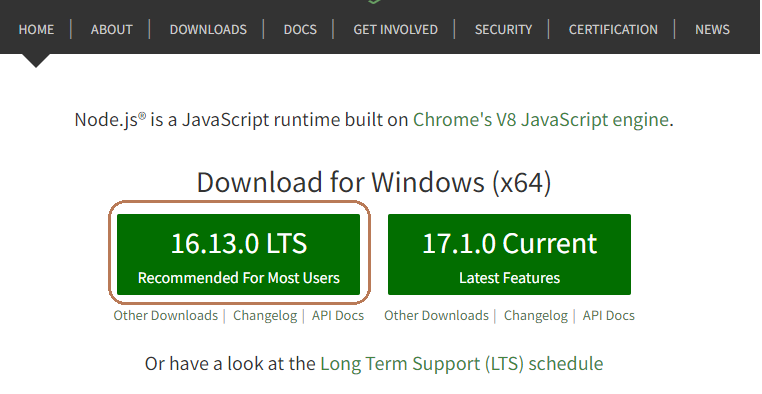 HOME | ABOUT | DOWNLOADS | DOCS | GET INVOLVED | SECURITY | CERTIFICATION | NEWS
Node.js® is a JavaScript runtime built on Chrome's V8 JavaScript engine.
Download for Windows (x64)
16.13.0 LTS
Recommended For Most Users
17.1.0 Current
Latest Features
Other Downloads | Changelog | API Docs
Other Downloads | Changelog | API Docs
Or have a look at the Long Term Support (LTS) schedule